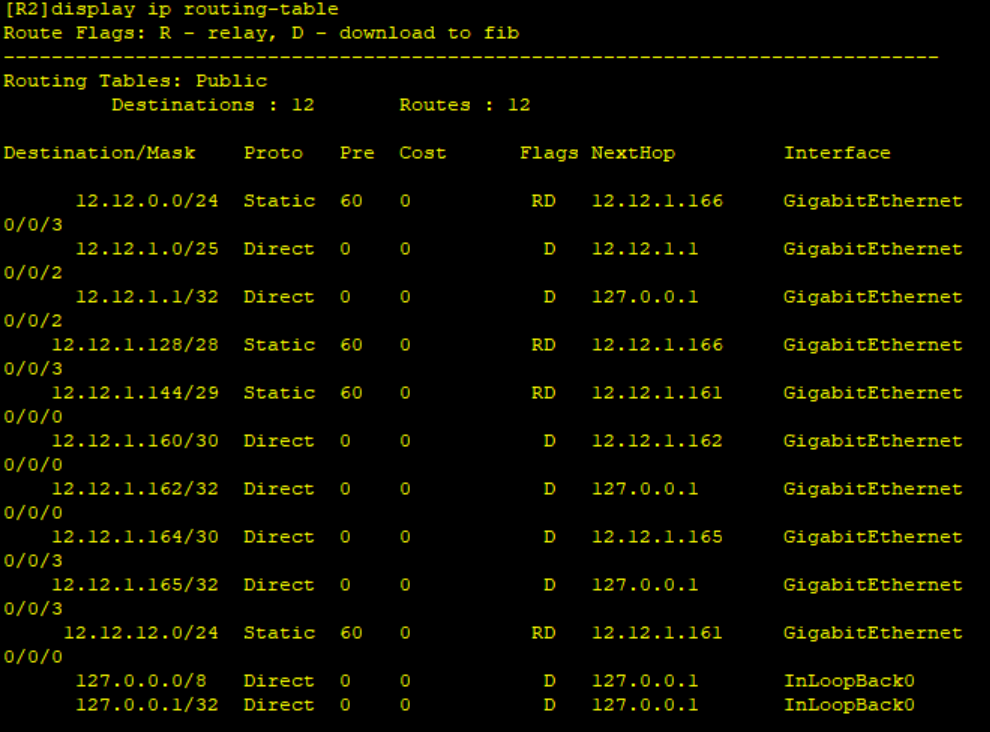 [R2]display ip routing-table
Route Flags: R - relay, D - download to fib
------------------------------------------------------------------------------
Routing Tables: Public
         Destinations : 12       Routes : 12

Destination/Mask    Proto   Pre  Cost      Flags NextHop         Interface

      12.12.0.0/24  Static  60   0          RD   12.12.1.166     GigabitEthernet
0/0/3
      12.12.1.0/25  Direct  0    0           D   12.12.1.1       GigabitEthernet
0/0/2
      12.12.1.1/32  Direct  0    0           D   127.0.0.1       GigabitEthernet
0/0/2
    12.12.1.128/28  Static  60   0          RD   12.12.1.166     GigabitEthernet
0/0/3
    12.12.1.144/29  Static  60   0          RD   12.12.1.161     GigabitEthernet
0/0/0
    12.12.1.160/30  Direct  0    0           D   12.12.1.162     GigabitEthernet
0/0/0
    12.12.1.162/32  Direct  0    0           D   127.0.0.1       GigabitEthernet
0/0/0
    12.12.1.164/30  Direct  0    0           D   12.12.1.165     GigabitEthernet
0/0/3
    12.12.1.165/32  Direct  0    0           D   127.0.0.1       GigabitEthernet
0/0/3
     12.12.12.0/24  Static  60   0          RD   12.12.1.161     GigabitEthernet
0/0/0
      127.0.0.0/8   Direct  0    0           D   127.0.0.1       InLoopBack0
      127.0.0.1/32  Direct  0    0           D   127.0.0.1       InLoopBack0